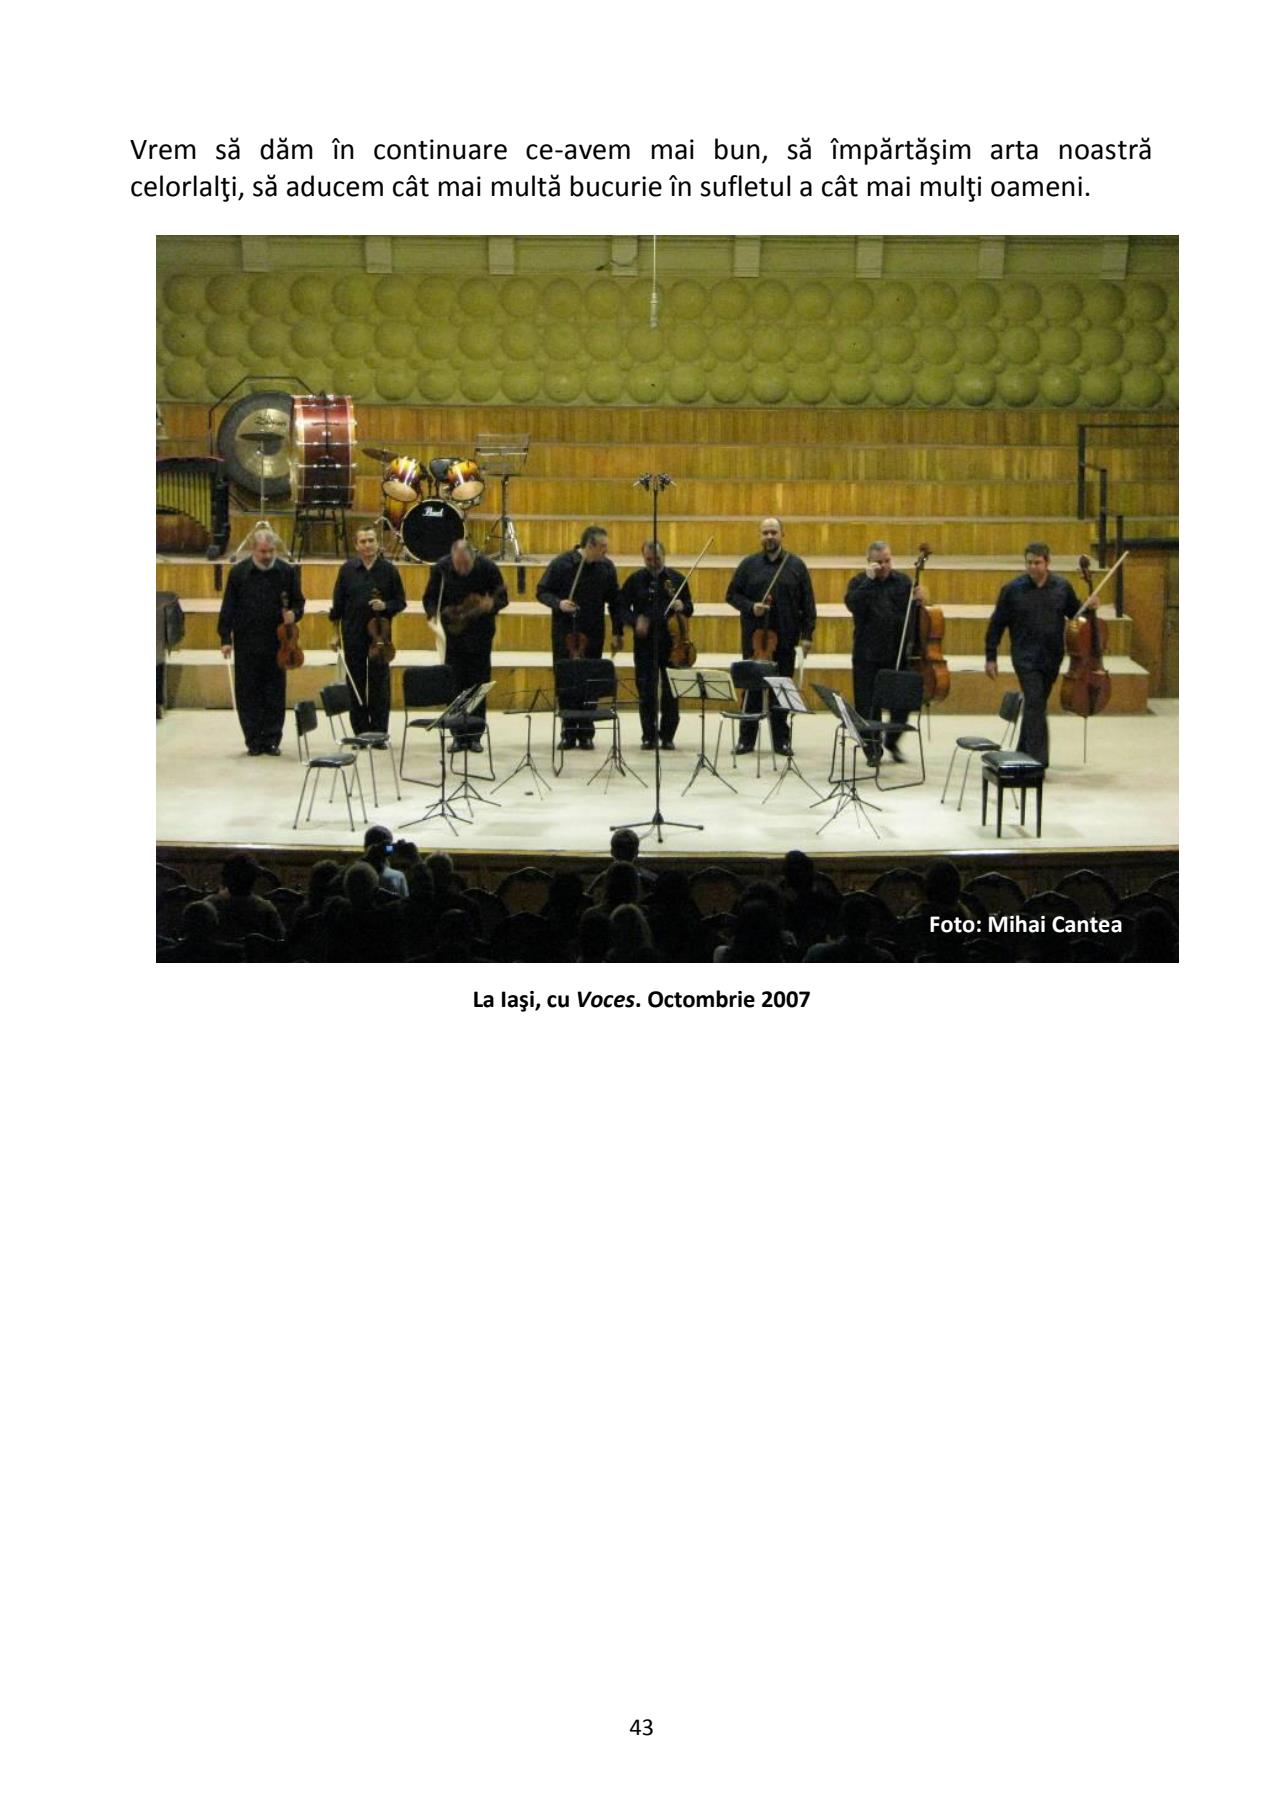 Vrem să dăm în continuare ce-avem mai bun, să împărtăşim arta noastră
celorlalţi, să aducem cât mai multă bucurie în sufletul a cât mai mulţi oameni.
Pearl
Foto: Mihai Cantea
La Iaşi, cu Voces. Octombrie 2007
43